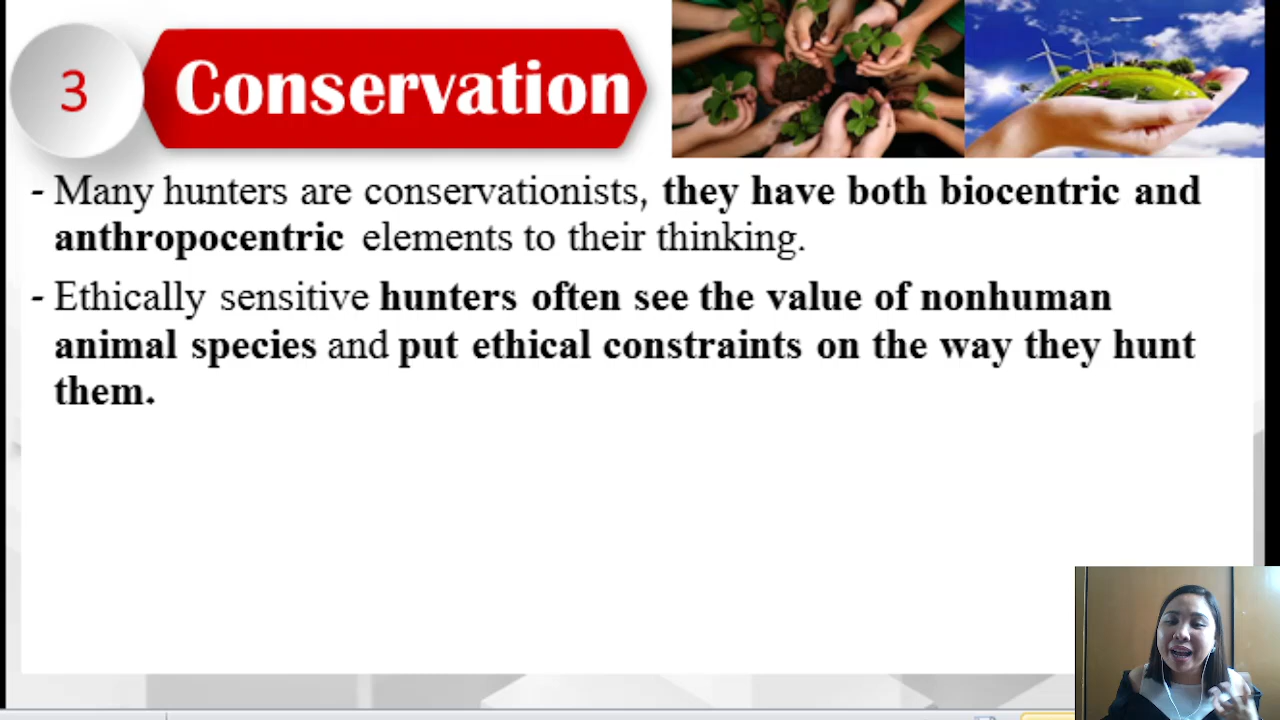 3
Conservation
- Many hunters are conservationists, they have both biocentric and
anthropocentric elements to their thinking.
- Ethically sensitive hunters often see the value of nonhuman
animal species and put ethical constraints on the way they hunt
them.